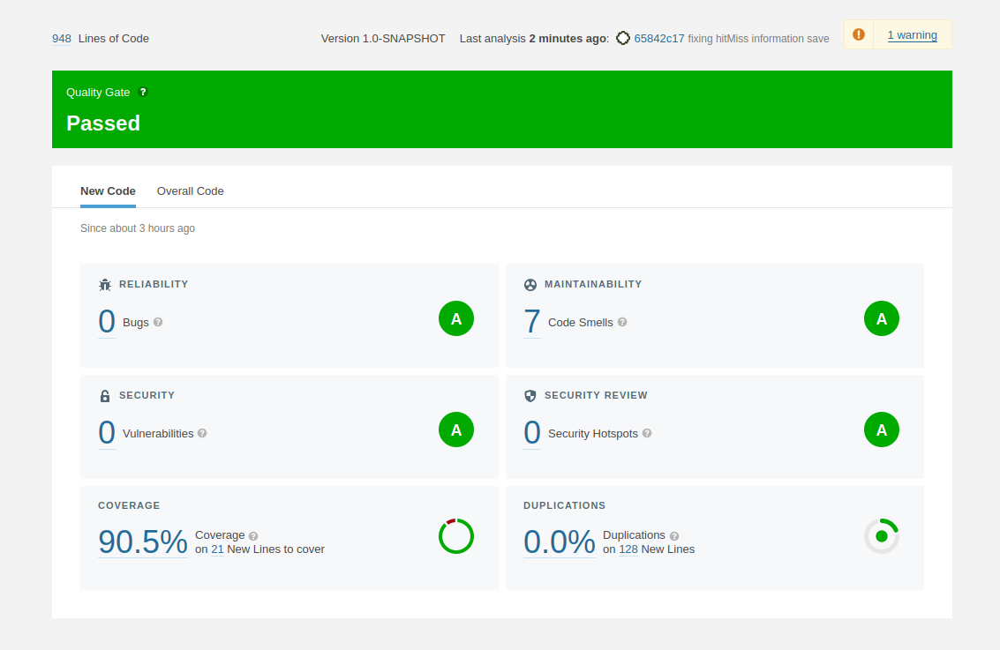 948 Lines of Code Version 1.0-SNAPSHOT Last analysis 2 minutes ago: 65842c17 fixing hitMiss information save 1 warning
Quality Gate ?
Passed
New Code Overall Code
Since about 3 hours ago
RELIABILITY
0 Bugs ?
A
MAINTAINABILITY
7 Code Smells ?
A
SECURITY
0 Vulnerabilities ?
A
SECURITY REVIEW
0 Security Hotspots ?
A
COVERAGE
90.5% Coverage ?
on 21 New Lines to cover
DUPLICATIONS
0.0% Duplications ?
on 128 New Lines